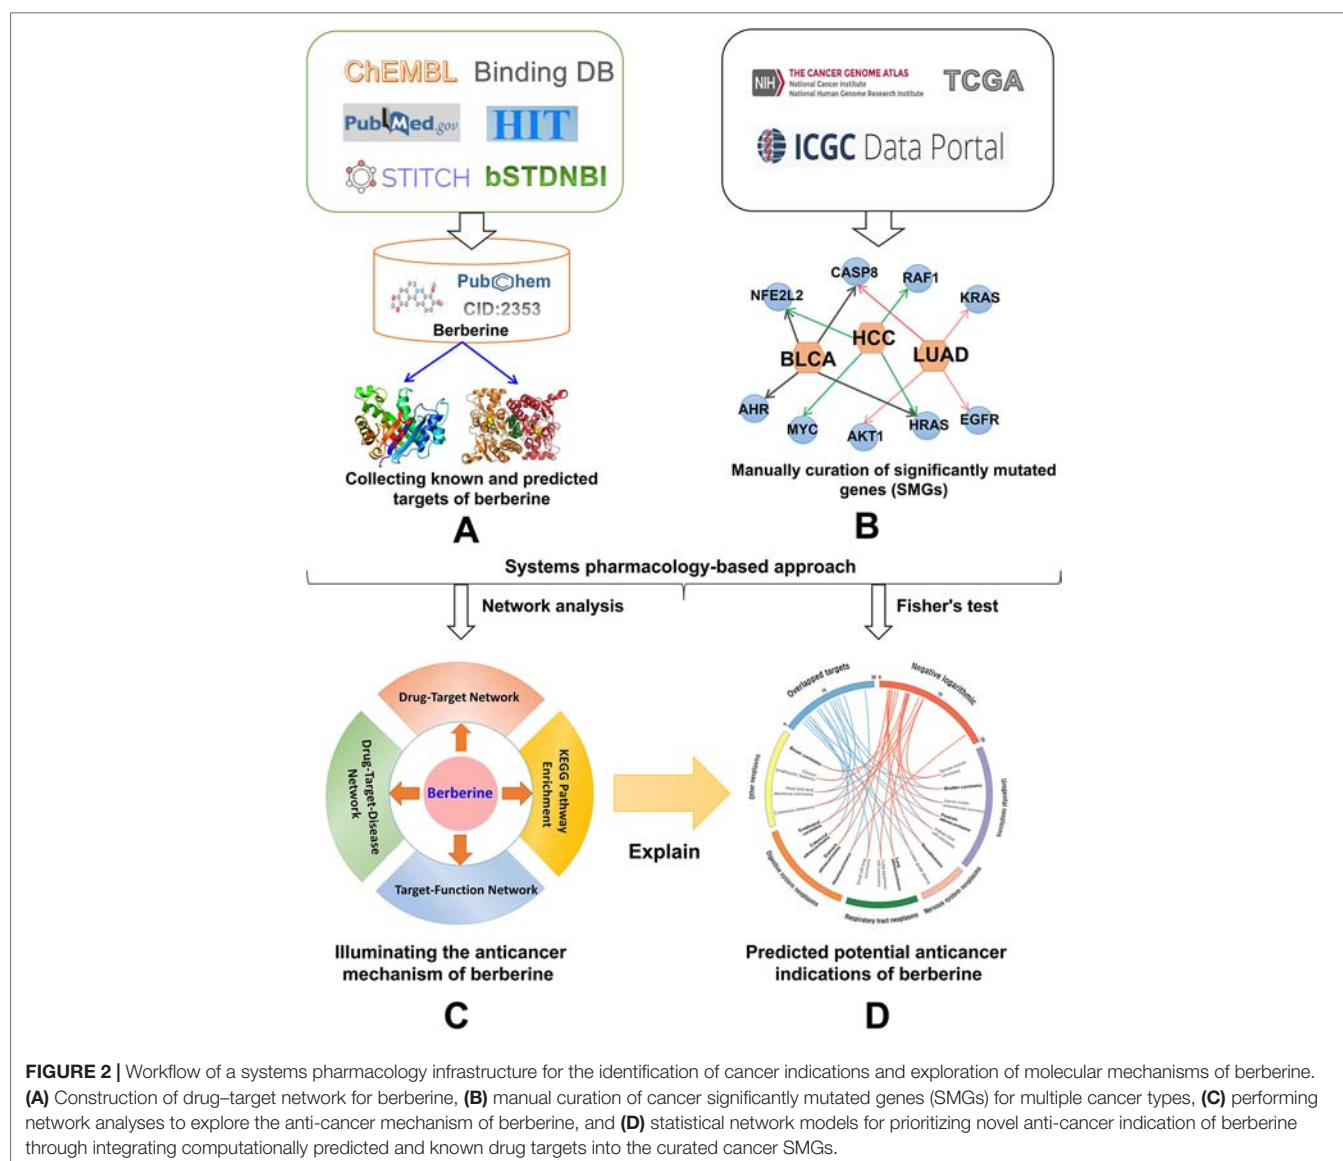 ChEMBL Binding DB
PubMed.gov HIT
STITCH bSTDNBI
PubChem
CID:2353
Berberine
Collecting known and predicted
targets of berberine
A
NIH THE CANCER GENOME ATLAS
National Cancer Institute
National Human Genome Research Institute
TCGA
ICGC Data Portal
CASP8
RAF1
NFE2L2
KRAS
HCC
BLCA
LUAD
AHR
MYC
AKT1
HRAS
EGFR
Manually curation of significantly mutated
genes (SMGs)
B
Systems pharmacology-based approach
Network analysis
Fisher's test
Drug-Target Network
Drug-Target-Disease
Network
Berberine
KEGG Pathway
Enrichment
Target-Function Network
Illuminating the anticancer
mechanism of berberine
C
Explain
Overlapped targets
Negative logarithmic
Other neoplasms
Urogenital neoplasms
Digestive system neoplasms
Respiratory tract neoplasms
Nervous system neoplasms
Predicted potential anticancer
indications of berberine
D
FIGURE 2 | Workflow of a systems pharmacology infrastructure for the identification of cancer indications and exploration of molecular mechanisms of berberine.
(A) Construction of drug–target network for berberine, (B) manual curation of cancer significantly mutated genes (SMGs) for multiple cancer types, (C) performing
network analyses to explore the anti-cancer mechanism of berberine, and (D) statistical network models for prioritizing novel anti-cancer indication of berberine
through integrating computationally predicted and known drug targets into the curated cancer SMGs.